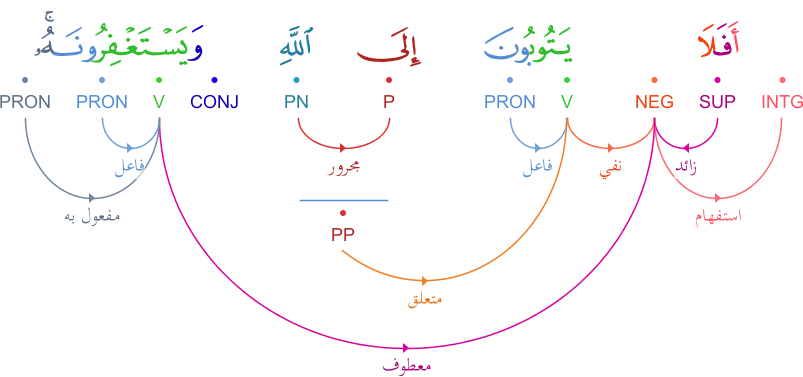 أَفَلَا يَتُوبُونَ إِلَى ٱللَّهِ وَيَسْتَغْفِرُونَهُۥ ۚ
INTG SUP NEG V PRON P PN CONJ V PRON PRON
زائد نفي فاعل مجرور فاعل
استفهام مفعول به
PP
متعلق
معطوف